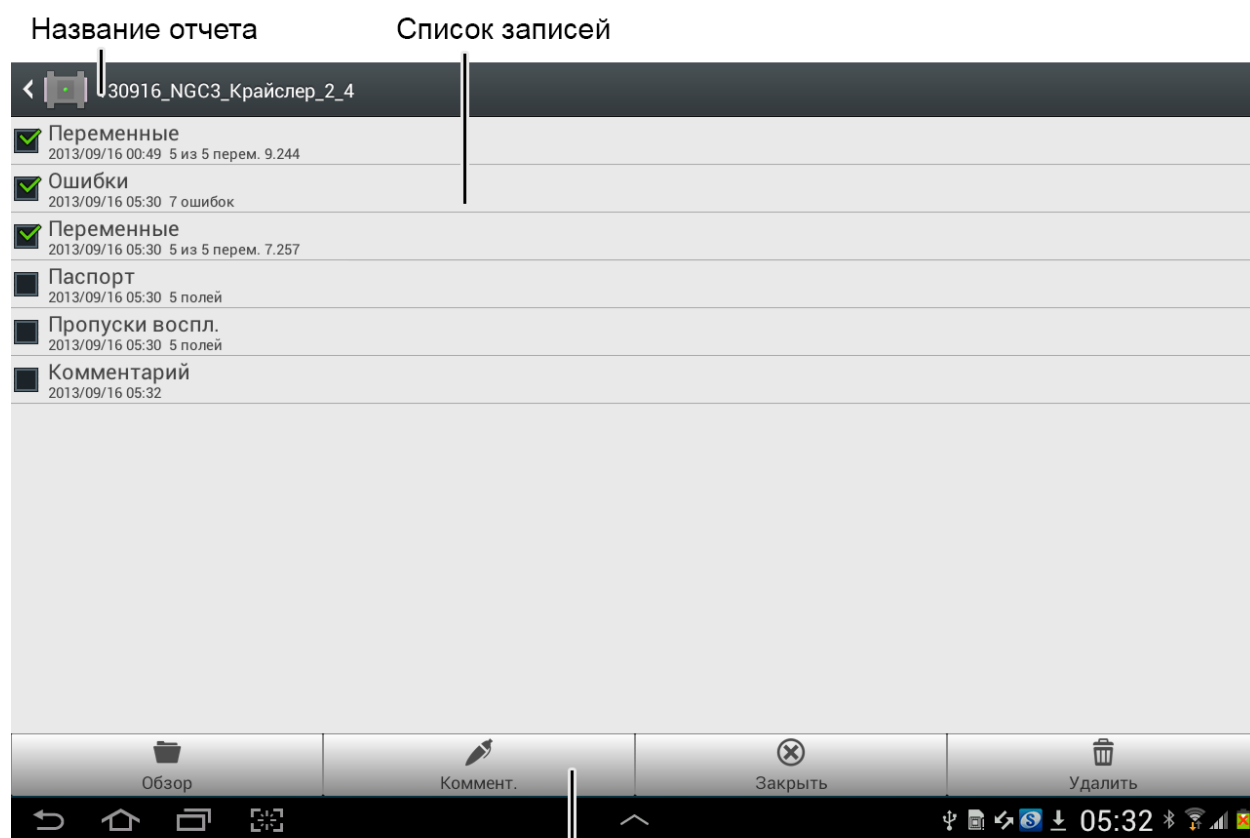 Название отчета
Список записей
30916_NGC3_Крайслер_2_4
Переменные
2013/09/16 00:49 5 из 5 перем. 9.244
Ошибки
2013/09/16 05:30 7 ошибок
Переменные
2013/09/16 05:30 5 из 5 перем. 7.257
Паспорт
2013/09/16 05:30 5 полей
Пропуски воспл.
2013/09/16 05:30 5 полей
Комментарий
2013/09/16 05:32
Обзор
Коммент.
Закрыть
Удалить
05:32